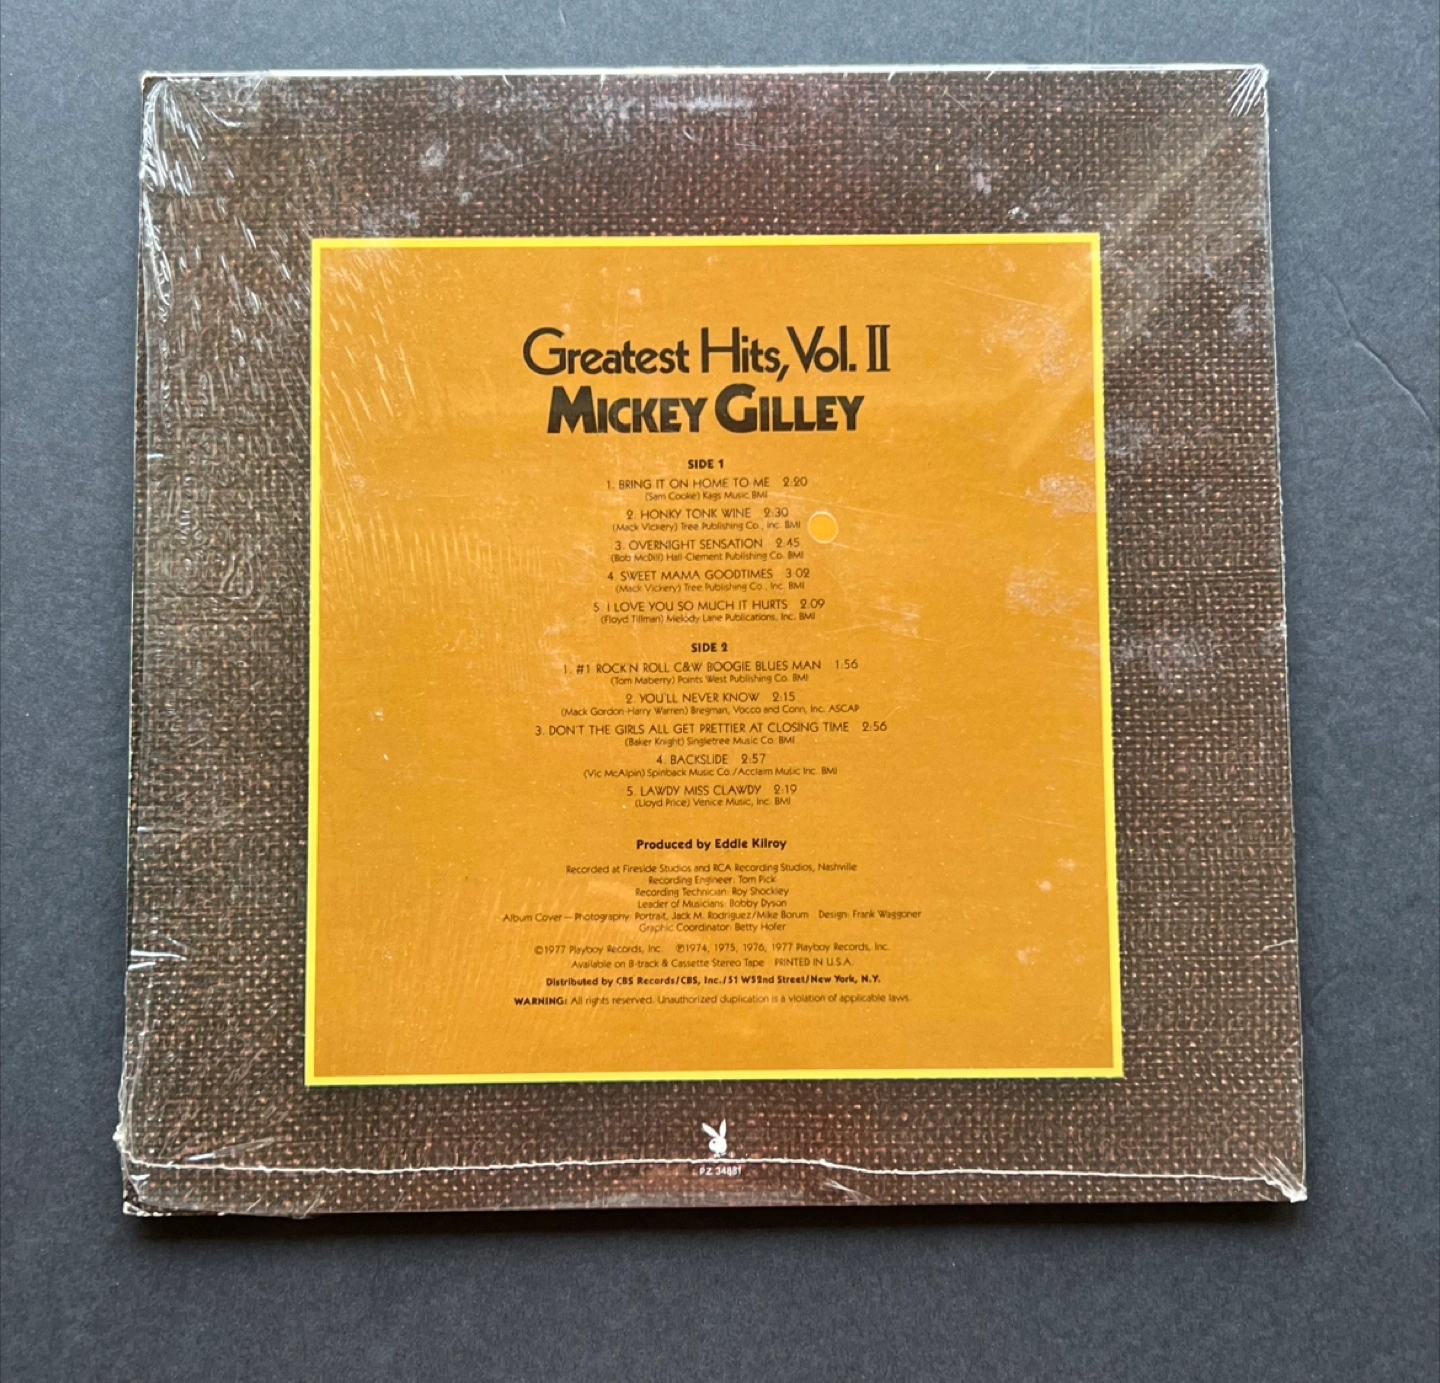 Greatest Hits, Vol. II
MICKEY GILLEY
SIDE 1
1. BRING IT ON HOME TO ME 2:20
(Sam Cooke) Kags Music BMI
2. HONKY TONK WINE 2:30
(Mack Vickery) Tree Publishing Co., Inc. BMI
3. OVERNIGHT SENSATION 2:45
(Bob McDill) Hall-Clement Publishing Co. BMI
4. SWEET MAMA GOODTIMES 3:02
(Mack Vickery) Tree Publishing Co., Inc. BMI
5. I LOVE YOU SO MUCH IT HURTS 2:09
(Floyd Tillman) Melody Lane Publications, Inc. BMI
SIDE 2
1. #1 ROCK'N ROLL C&W BOOGIE BLUES MAN 1:56
(Tom Maberry) Points West Publishing Co. BMI
2. YOU'LL NEVER KNOW 2:15
(Mack Gordon-Harry Warren) Bregman, Vocco and Conn, Inc. ASCAP
3. DON'T THE GIRLS ALL GET PRETTIER AT CLOSING TIME 2:56
(Baker Knight) Singletree Music Co. BMI
4. BACKSLIDE 2:57
(Vic McAlpin) Spinback Music Co./Acclaim Music Inc. BMI
5. LAWDY MISS CLAWDY 2:19
(Lloyd Price) Venice Music, Inc. BMI
Produced by Eddie Kilroy
Recorded at Fireside Studios and RCA Recording Studios, Nashville
Recording Engineer: Tom Pick
Recording Technician: Roy Shockley
Leader of Musicians: Bobby Dyson
Album Cover—Photography: Portrait, Jack M. Rodriguez/Mike Borum Design: Frank Waggoner
Graphic Coordinator: Betty Hofer
©1977 Playboy Records, Inc. ℗1974, 1975, 1976, 1977 Playboy Records, Inc.
Available on 8-track & Cassette Stereo Tape PRINTED IN U.S.A.
Distributed by CBS Records/CBS, Inc./51 W52nd Street/New York, N.Y.
WARNING: All rights reserved. Unauthorized duplication is a violation of applicable laws.
PZ 34881